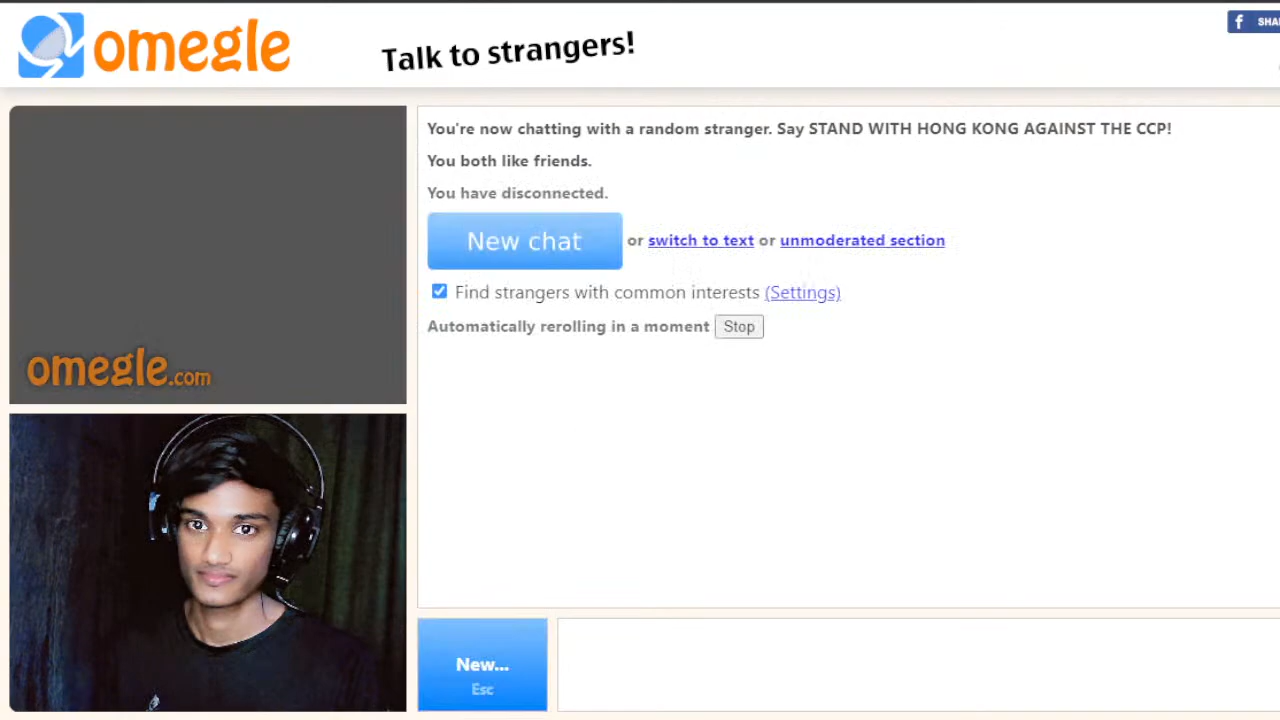 omegle
Talk to strangers!
You're now chatting with a random stranger. Say STAND WITH HONG KONG AGAINST THE CCP!
You both like friends.
You have disconnected.
New chat or switch to text or unmoderated section
Find strangers with common interests (Settings)
Automatically rerolling in a moment Stop
omegle.com
New...
Esc